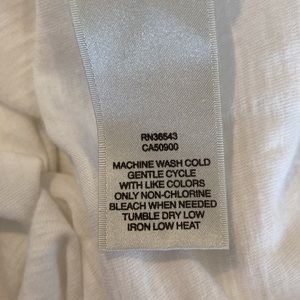 RN36543
CA50900
MACHINE WASH COLD
GENTLE CYCLE
WITH LIKE COLORS
ONLY NON-CHLORINE
BLEACH WHEN NEEDED
TUMBLE DRY LOW
IRON LOW HEAT